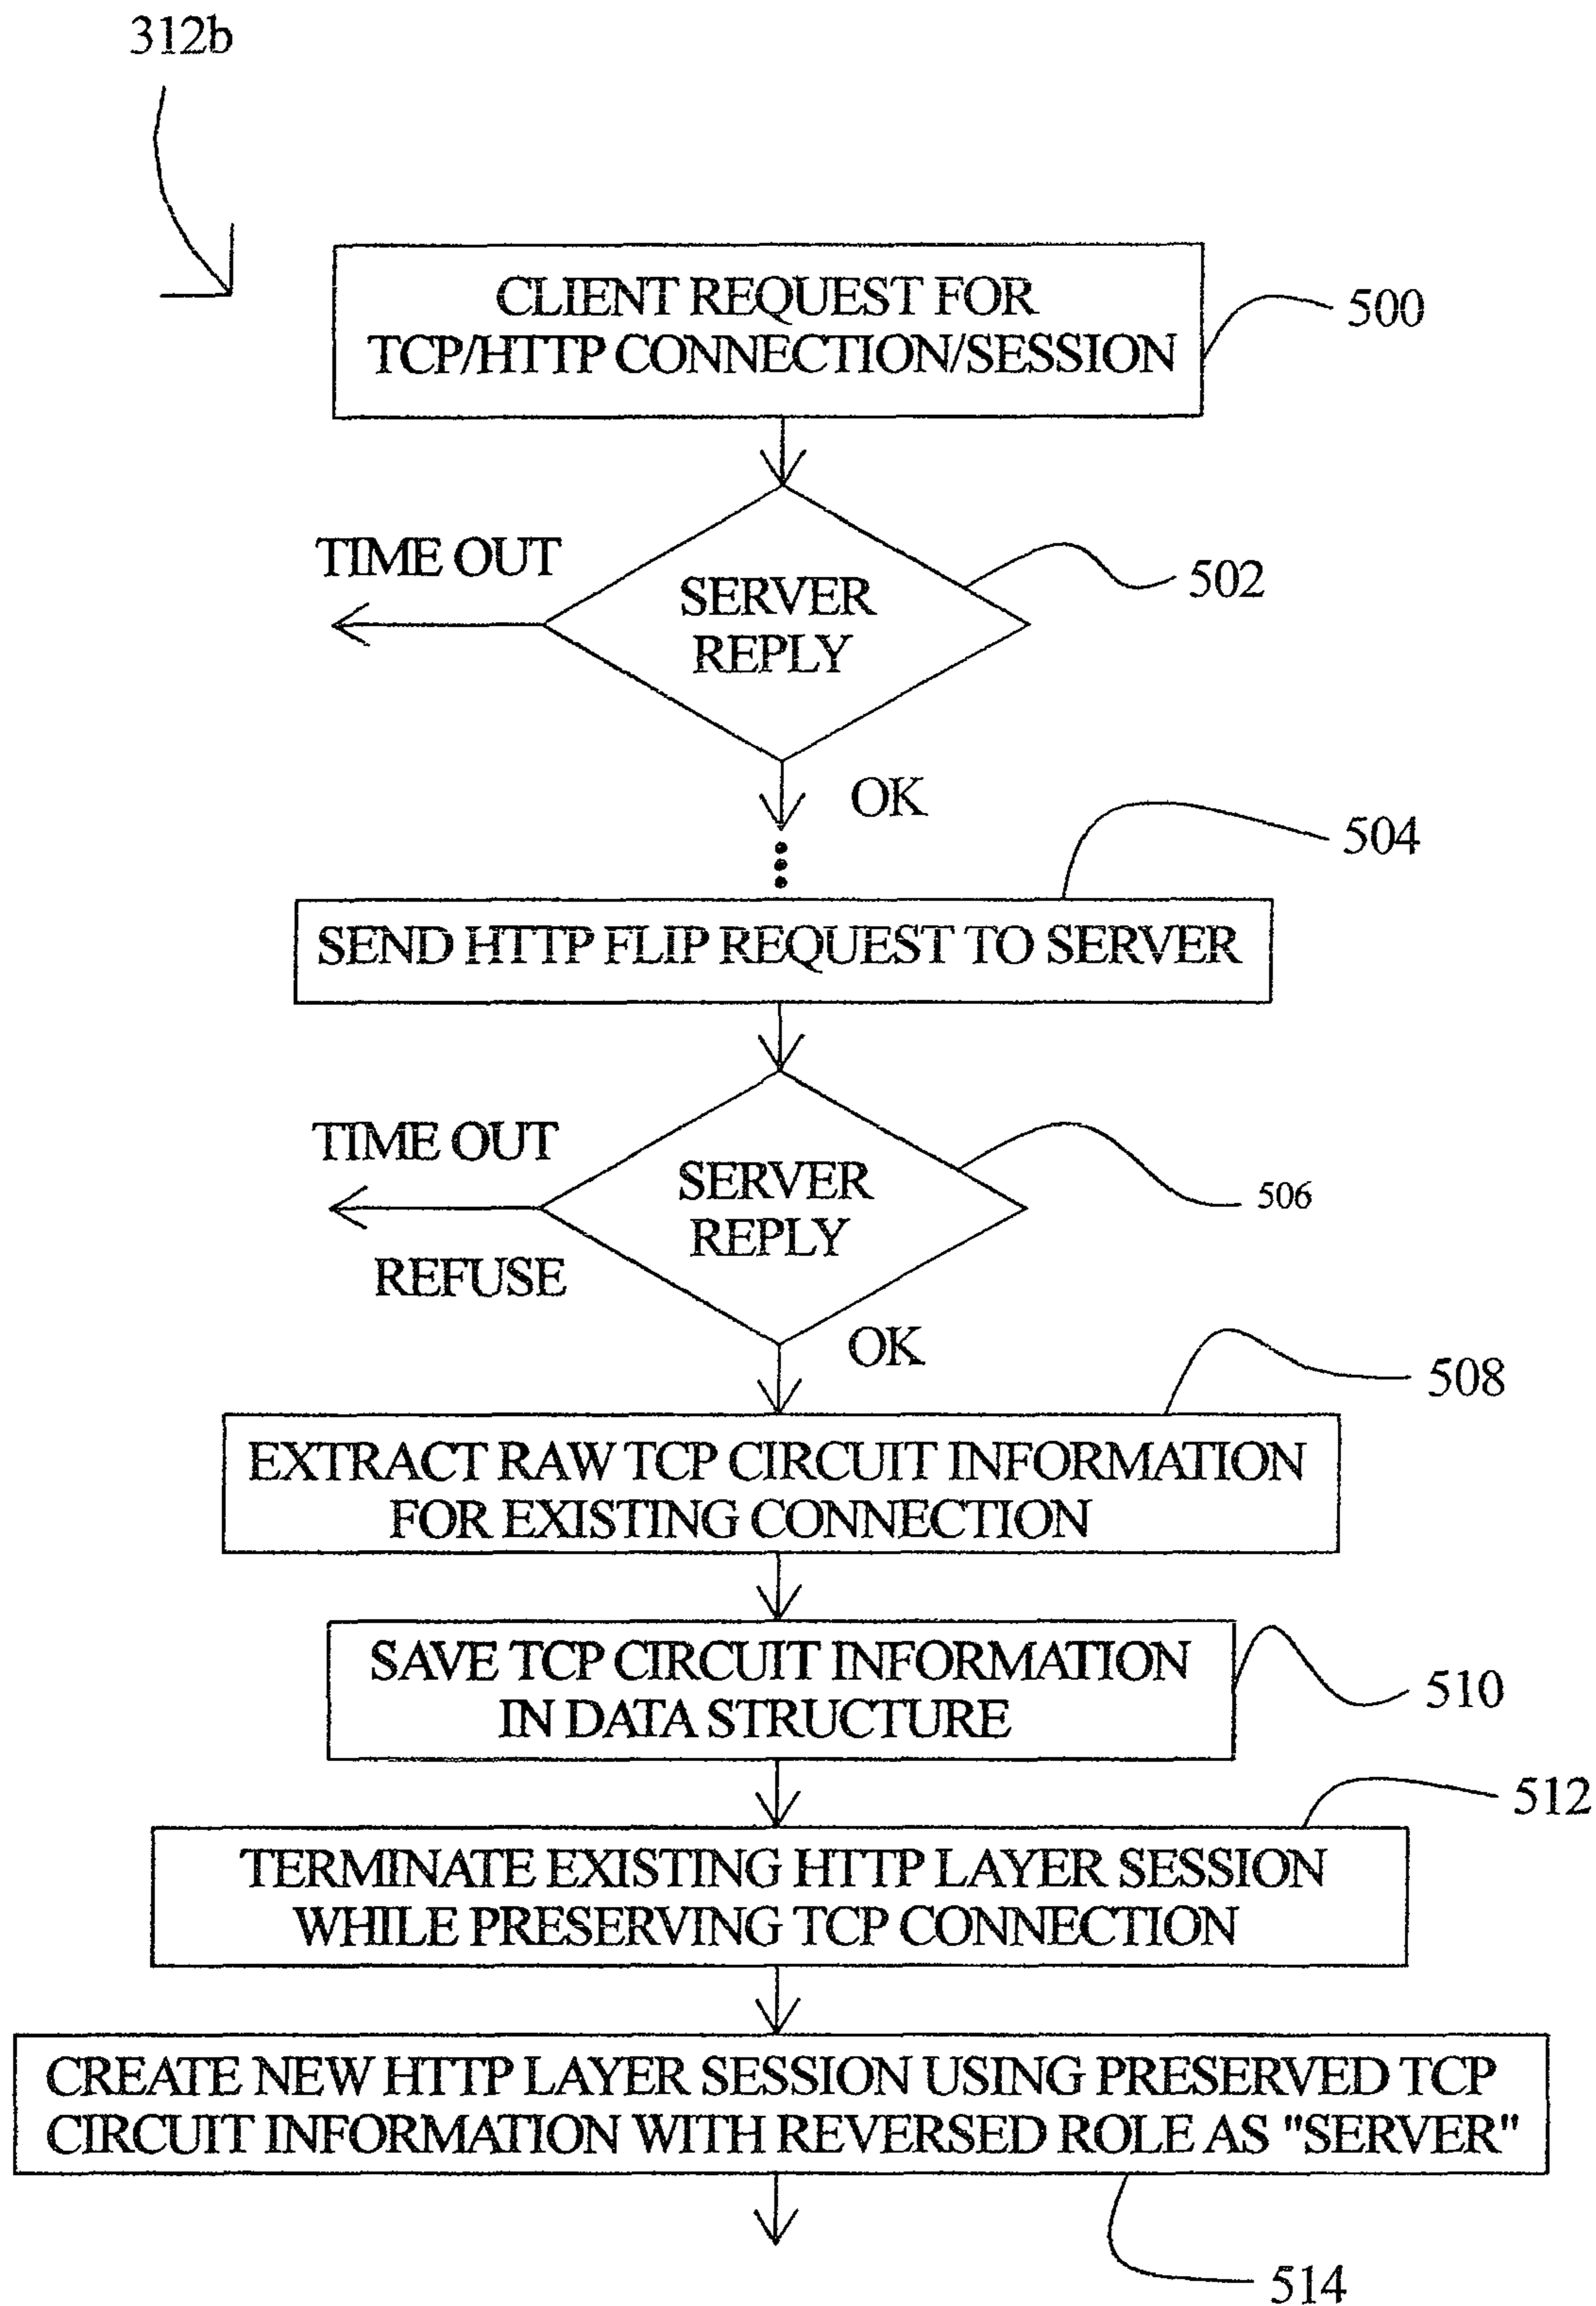 312b
CLIENT REQUEST FOR
TCP/HTTP CONNECTION/SESSION
500
TIME OUT
SERVER
REPLY
502
OK
504
SEND HTTP FLIP REQUEST TO SERVER
TIME OUT
SERVER
REPLY
506
REFUSE
OK
508
EXTRACT RAW TCP CIRCUIT INFORMATION
FOR EXISTING CONNECTION
SAVE TCP CIRCUIT INFORMATION
IN DATA STRUCTURE
510
512
TERMINATE EXISTING HTTP LAYER SESSION
WHILE PRESERVING TCP CONNECTION
CREATE NEW HTTP LAYER SESSION USING PRESERVED TCP
CIRCUIT INFORMATION WITH REVERSED ROLE AS "SERVER"
514